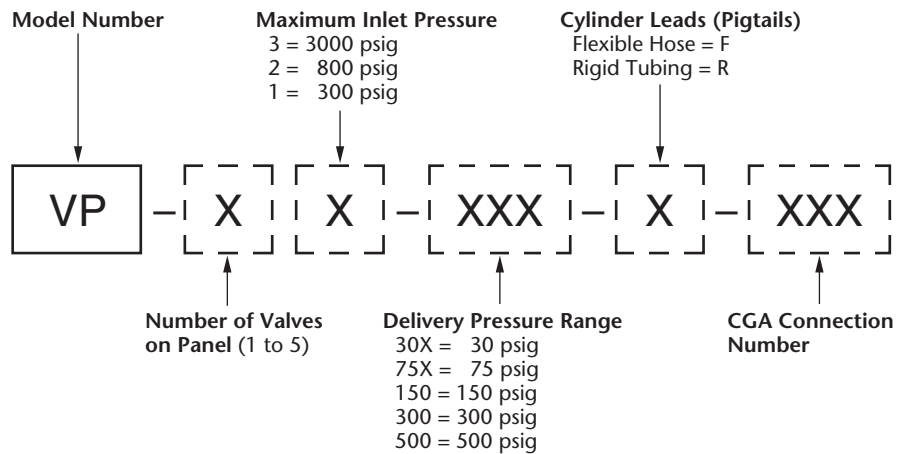 Model Number
Maximum Inlet Pressure
3 = 3000 psig
2 = 800 psig
1 = 300 psig
Cylinder Leads (Pigtails)
Flexible Hose = F
Rigid Tubing = R
VP – X X – XXX – X – XXX
Number of Valves
on Panel (1 to 5)
Delivery Pressure Range
30X = 30 psig
75X = 75 psig
150 = 150 psig
300 = 300 psig
500 = 500 psig
CGA Connection
Number